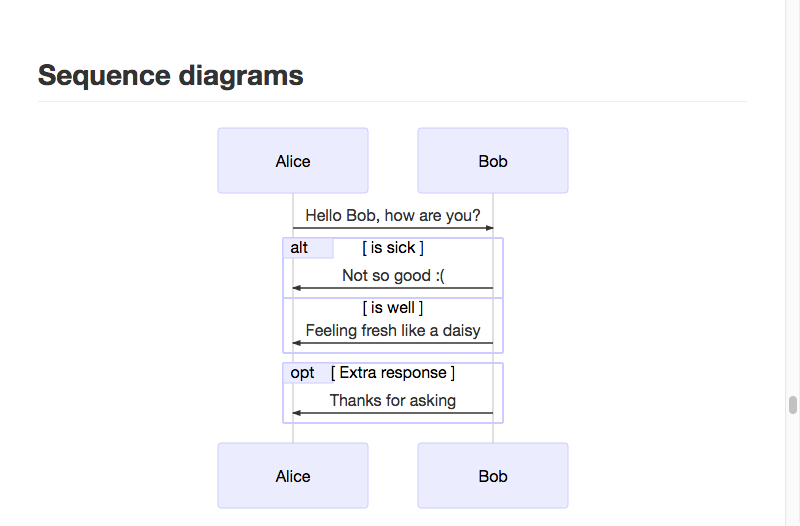 Sequence diagrams
Alice Bob
Hello Bob, how are you?
alt [ is sick ]
Not so good :(
[ is well ]
Feeling fresh like a daisy
opt [ Extra response ]
Thanks for asking
Alice Bob